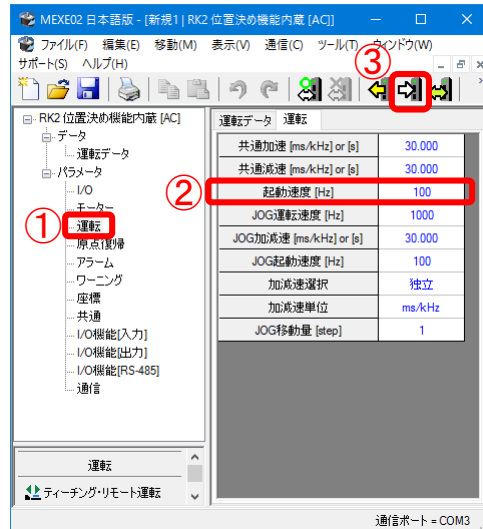 MEXE02 日本語版 - [新規1 | RK2 位置決め機能内蔵 [AC]]
ファイル(F) 編集(E) 移動(M) 表示(V) 通信(C) ツール(T) ウィンドウ(W)
サポート(S) ヘルプ(H)
③
RK2 位置決め機能内蔵 [AC]
データ
運転データ
パラメータ
I/O
モーター
① 運転
原点復帰
アラーム
ワーニング
座標
共通
I/O機能[入力]
I/O機能[出力]
I/O機能[RS-485]
通信
運転
ティーチング・リモート運転
運転データ 運転
共通加速 [ms/kHz] or [s] 30.000
共通減速 [ms/kHz] or [s] 30.000
② 起動速度 [Hz] 100
JOG運転速度 [Hz] 1000
JOG加減速 [ms/kHz] or [s] 30.000
JOG起動速度 [Hz] 100
加減速選択 独立
加減速単位 ms/kHz
JOG移動量 [step] 1
通信ポート = COM3